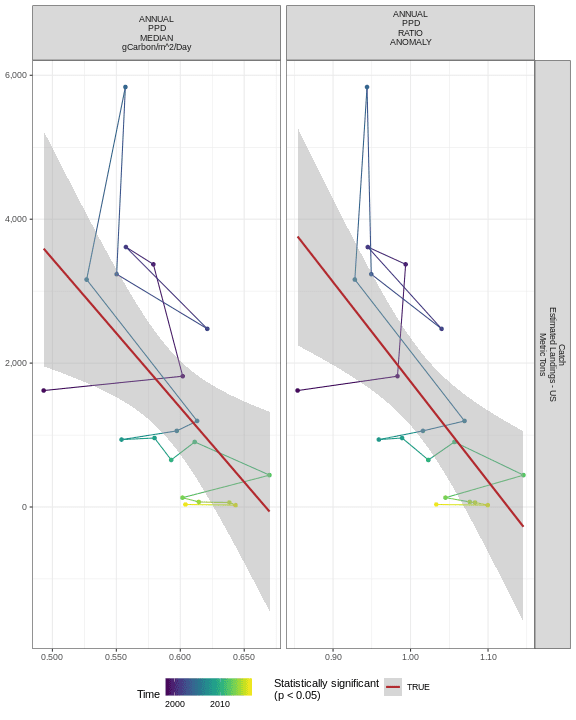 ANNUAL
PPD
MEDIAN
gCarbon/m^2/Day
ANNUAL
PPD
RATIO
ANOMALY
6,000
4,000
2,000
0
Catch
Estimated Landings - US
Metric Tons
0.500
0.550
0.600
0.650
0.90
1.00
1.10
Time
2000
2010
Statistically significant
(p < 0.05)
TRUE